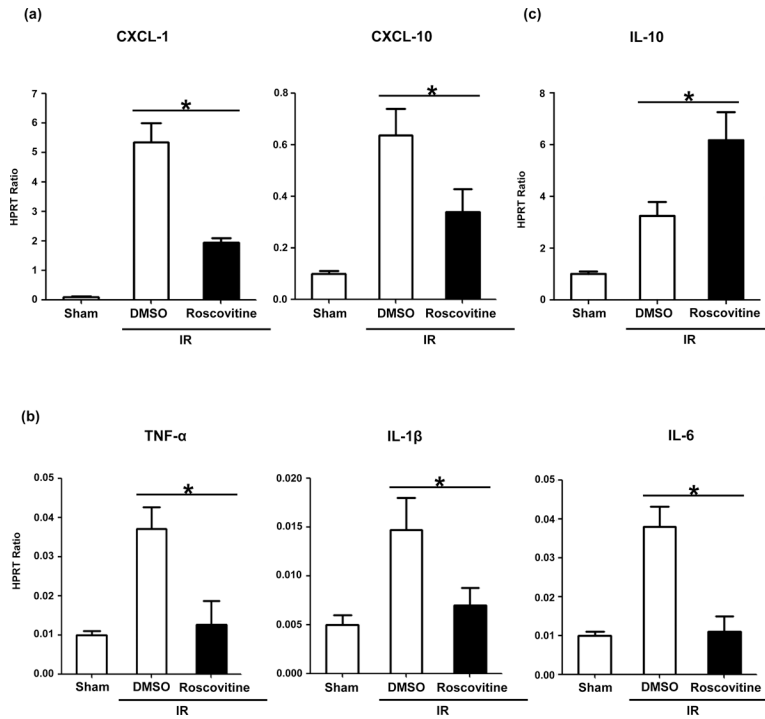 (a)
CXCL-1
HPRT Ratio
7
6
5
4
3
2
1
0
*
Sham DMSO Roscovitine
IR
CXCL-10
0.8
0.6
0.4
0.2
0.0
*
Sham DMSO Roscovitine
IR
(c)
IL-10
HPRT Ratio
8
6
4
2
0
*
Sham DMSO Roscovitine
IR
(b)
TNF-α
HPRT Ratio
0.05
0.04
0.03
0.02
0.01
0.00
*
Sham DMSO Roscovitine
IR
IL-1β
0.020
0.015
0.010
0.005
0.000
*
Sham DMSO Roscovitine
IR
IL-6
0.05
0.04
0.03
0.02
0.01
0.00
*
Sham DMSO Roscovitine
IR